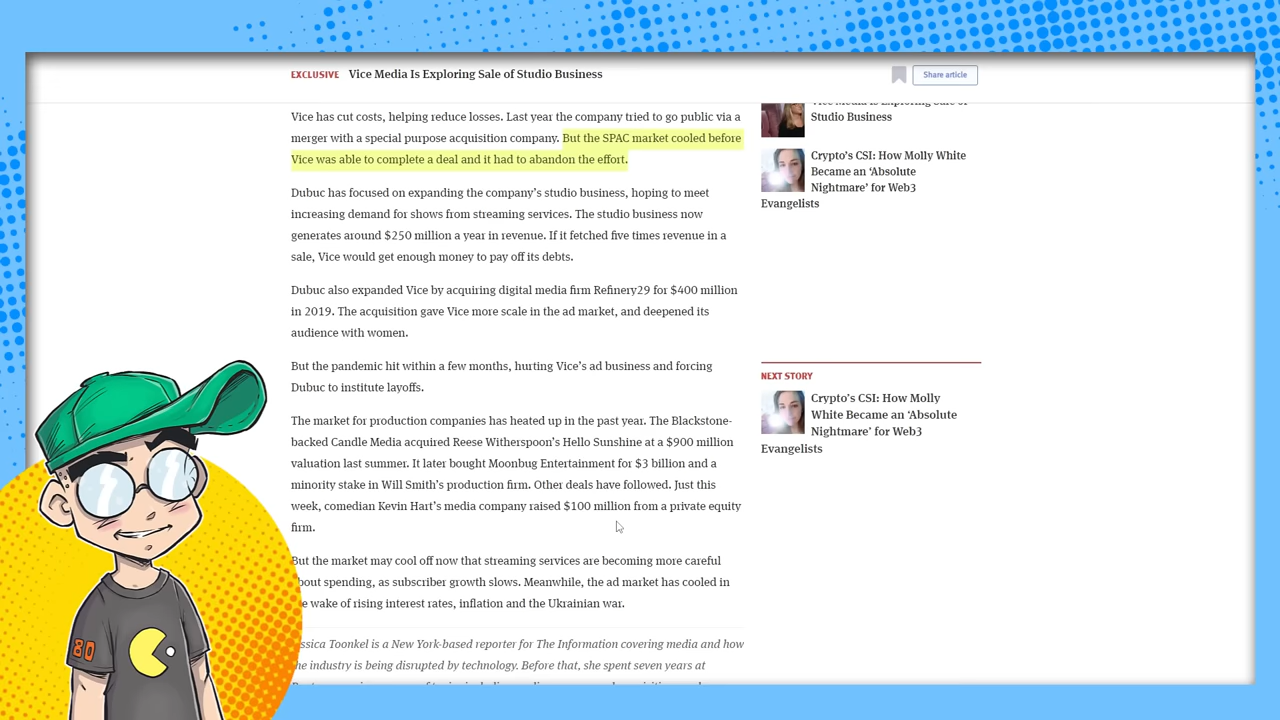 EXCLUSIVE Vice Media Is Exploring Sale of Studio Business
Share article
Vice has cut costs, helping reduce losses. Last year the company tried to go public via a
merger with a special purpose acquisition company. But the SPAC market cooled before
Vice was able to complete a deal and it had to abandon the effort.
Dubuc has focused on expanding the company's studio business, hoping to meet
increasing demand for shows from streaming services. The studio business now
generates around $250 million a year in revenue. If it fetched five times revenue in a
sale, Vice would get enough money to pay off its debts.
Dubuc also expanded Vice by acquiring digital media firm Refinery29 for $400 million
in 2019. The acquisition gave Vice more scale in the ad market, and deepened its
audience with women.
But the pandemic hit within a few months, hurting Vice's ad business and forcing
Dubuc to institute layoffs.
The market for production companies has heated up in the past year. The Blackstone-
backed Candle Media acquired Reese Witherspoon's Hello Sunshine at a $900 million
valuation last summer. It later bought Moonbug Entertainment for $3 billion and a
minority stake in Will Smith's production firm. Other deals have followed. Just this
week, comedian Kevin Hart's media company raised $100 million from a private equity
firm.
But the market may cool off now that streaming services are becoming more careful
about spending, as subscriber growth slows. Meanwhile, the ad market has cooled in
wake of rising interest rates, inflation and the Ukrainian war.
Jessica Toonkel is a New York-based reporter for The Information covering media and how
the industry is being disrupted by technology. Before that, she spent seven years at
Vice Media Is Exploring Sale of
Studio Business
Crypto's CSI: How Molly White
Became an 'Absolute
Nightmare' for Web3
Evangelists
NEXT STORY
Crypto's CSI: How Molly
White Became an 'Absolute
Nightmare' for Web3
Evangelists
80